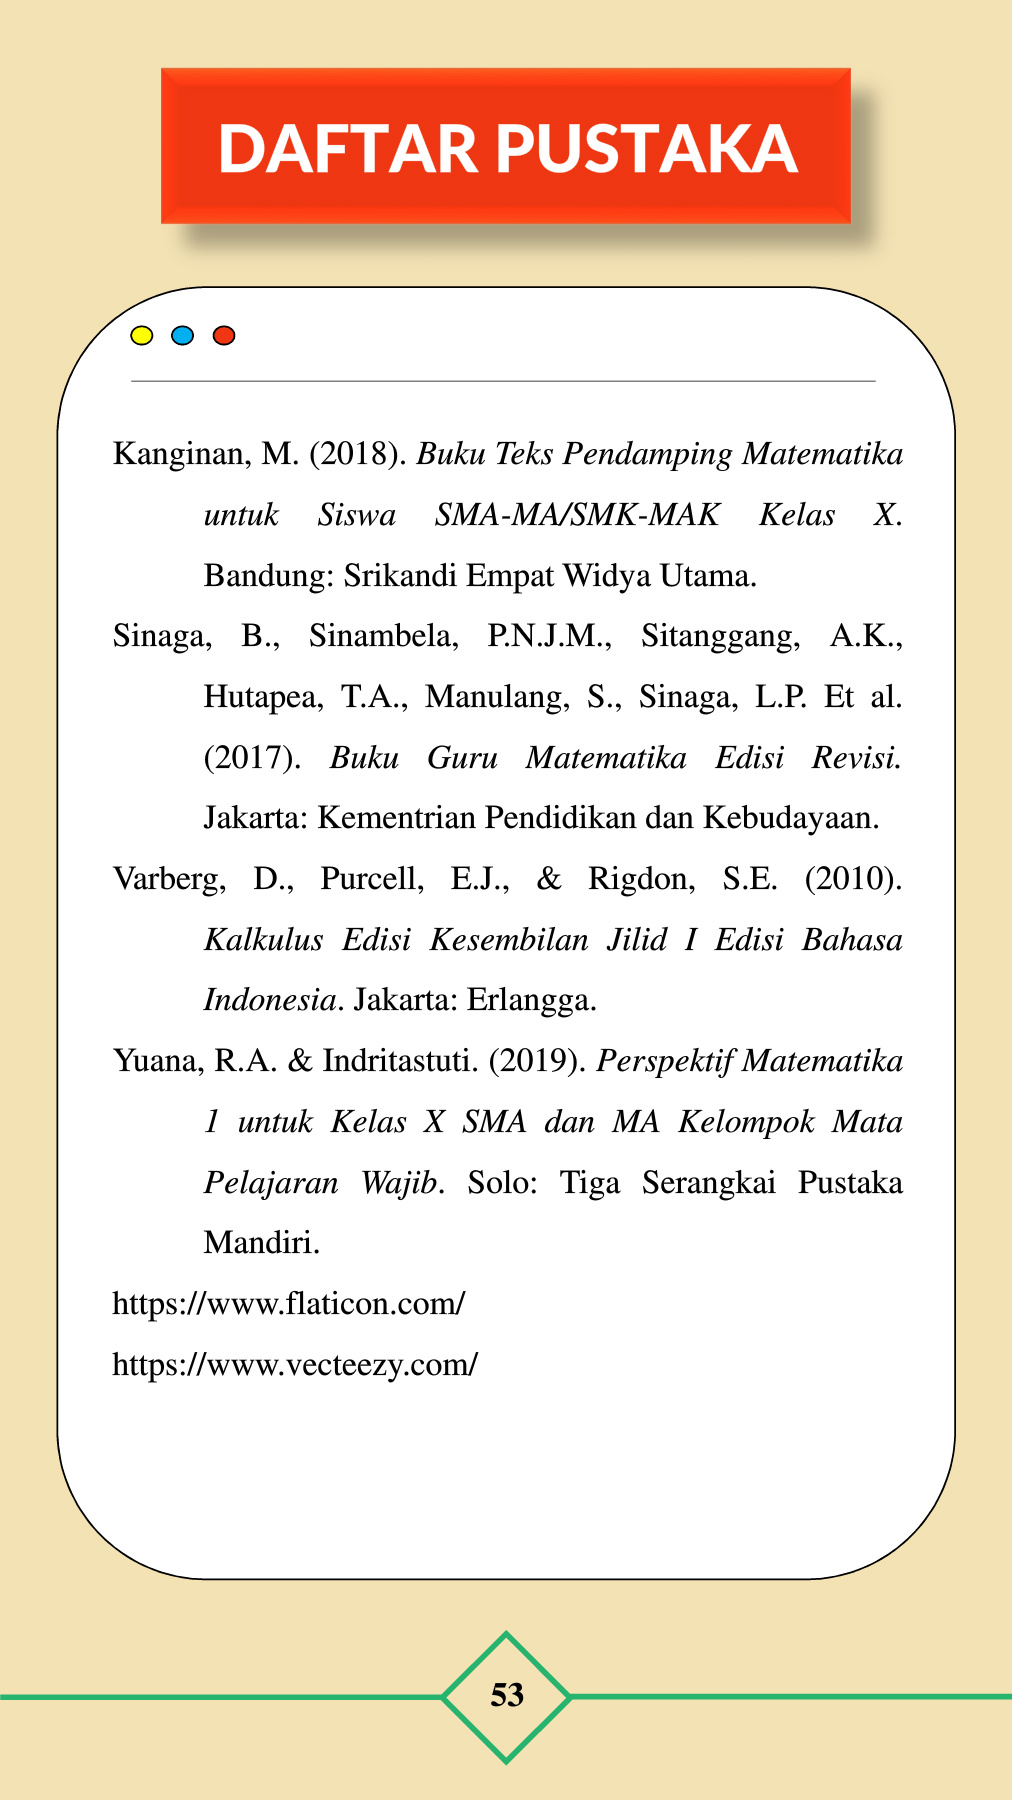 DAFTAR PUSTAKA
Kanginan, M. (2018). Buku Teks Pendamping Matematika
untuk Siswa SMA-MA/SMK-MAK Kelas X.
Bandung: Srikandi Empat Widya Utama.
Sinaga, B., Sinambela, P.N.J.M., Sitanggang, A.K.,
Hutapea, T.A., Manulang, S., Sinaga, L.P. Et al.
(2017). Buku Guru Matematika Edisi Revisi.
Jakarta: Kementrian Pendidikan dan Kebudayaan.
Varberg, D., Purcell, E.J., & Rigdon, S.E. (2010).
Kalkulus Edisi Kesembilan Jilid I Edisi Bahasa
Indonesia. Jakarta: Erlangga.
Yuana, R.A. & Indritastuti. (2019). Perspektif Matematika
1 untuk Kelas X SMA dan MA Kelompok Mata
Pelajaran Wajib. Solo: Tiga Serangkai Pustaka
Mandiri.
https://www.flaticon.com/
https://www.vecteezy.com/
53